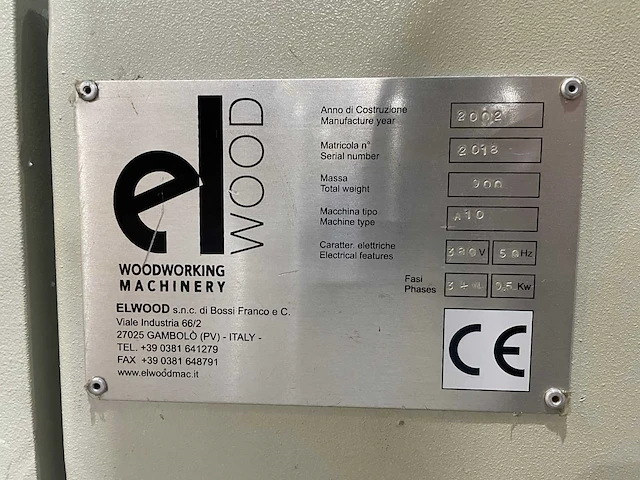 el WOOD
WOODWORKING
MACHINERY
ELWOOD s.n.c. di Bossi Franco e C.
Viale Industria 66/2
27025 GAMBOLÒ (PV) - ITALY -
TEL. +39 0381 641279
FAX +39 0381 648791
www.elwoodmac.it
Anno di Costruzione
Manufacture year
2002
Matricola n°
Serial number
2018
Massa
Total weight
900
Macchina tipo
Machine type
A10
Caratter. elettriche
Electrical features
380V 50Hz
Fasi
Phases
Kw
CE